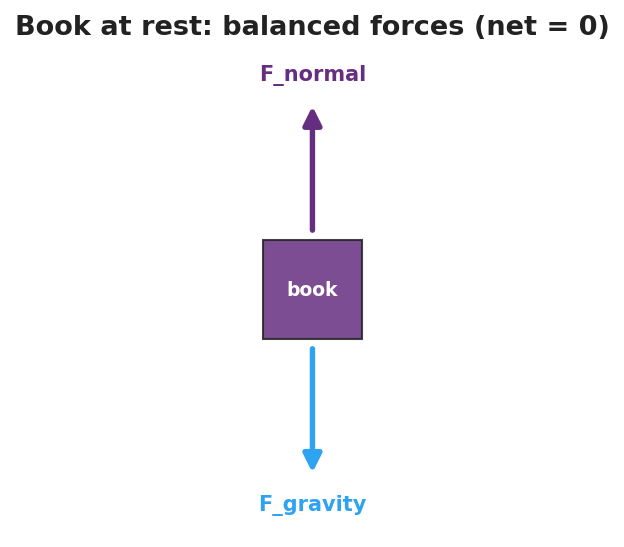 Book at rest: balanced forces (net = 0)
F_normal
book
F_gravity